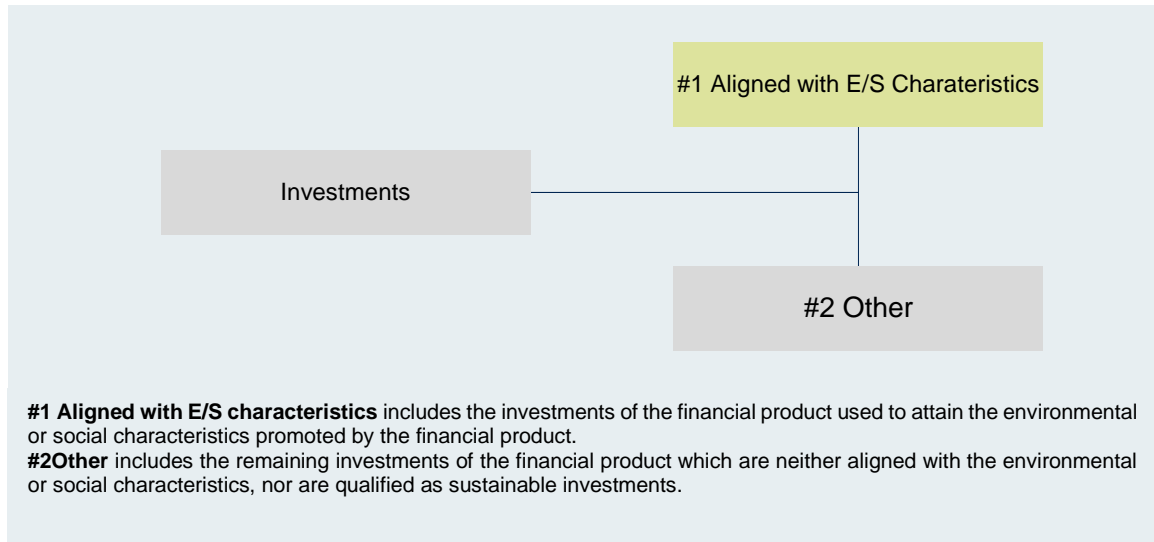 #1 Aligned with E/S Charateristics
Investments
#2 Other
#1 Aligned with E/S characteristics includes the investments of the financial product used to attain the environmental
or social characteristics promoted by the financial product.
#2Other includes the remaining investments of the financial product which are neither aligned with the environmental
or social characteristics, nor are qualified as sustainable investments.